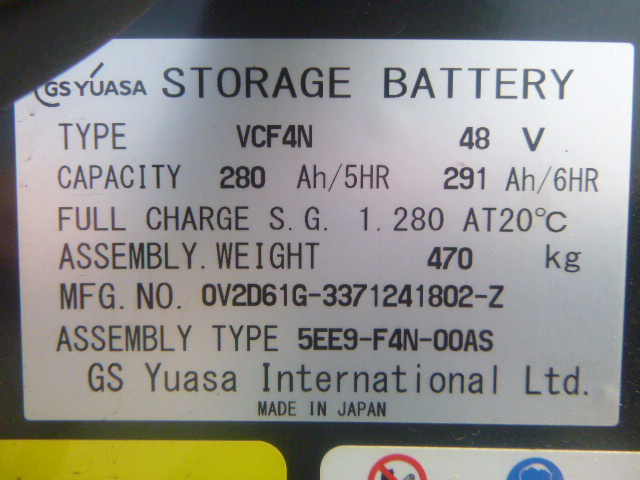 GS YUASA STORAGE BATTERY
TYPE VCF4N 48 V
CAPACITY 280 Ah/5HR 291 Ah/6HR
FULL CHARGE S.G. 1.280 AT20℃
ASSEMBLY.WEIGHT 470 kg
MFG.NO. 0V2D61G-3371241802-Z
ASSEMBLY TYPE 5EE9-F4N-00AS
GS Yuasa International Ltd.
MADE IN JAPAN